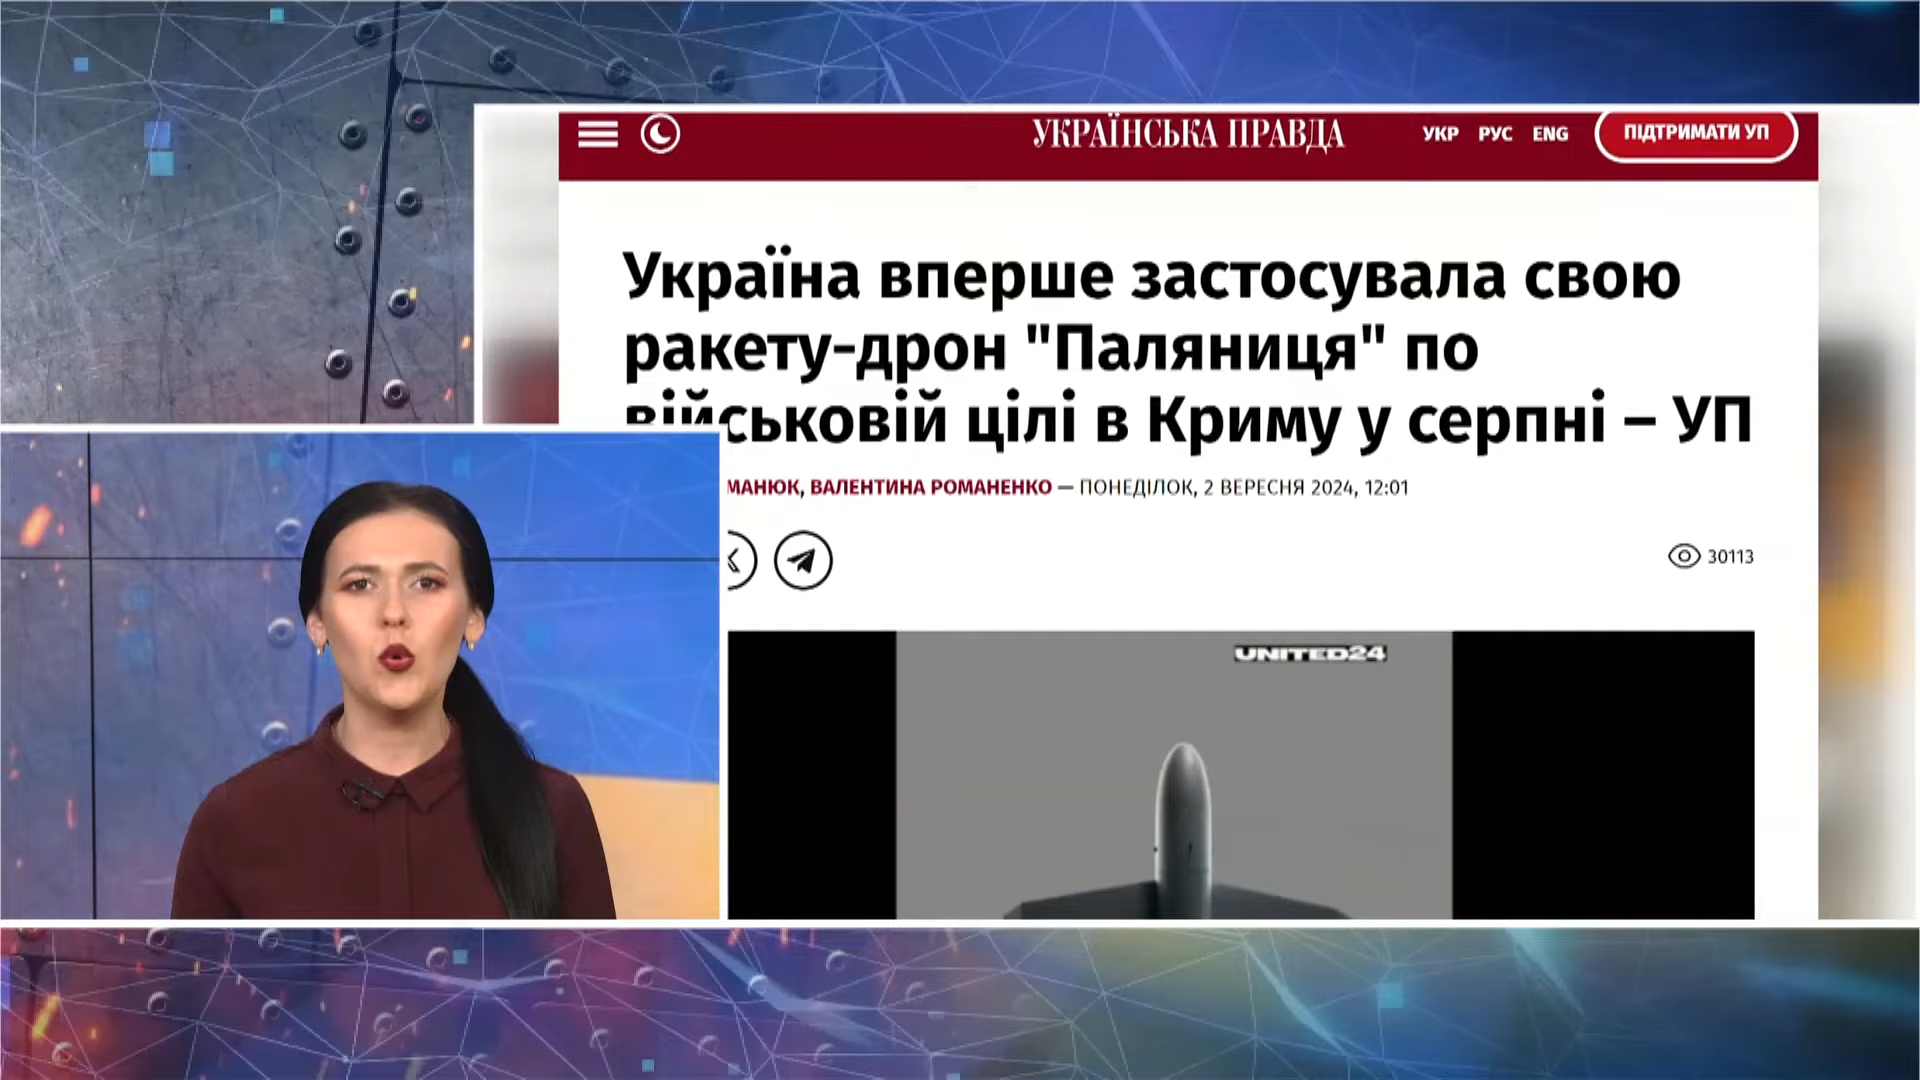 УКРАЇНСЬКА ПРАВДА
УКР РУС ENG
ПІДТРИМАТИ УП
Україна вперше застосувала свою
ракету-дрон "Паляниця" по
військовій цілі в Криму у серпні – УП
МАНЮК, ВАЛЕНТИНА РОМАНЕНКО — ПОНЕДІЛОК, 2 ВЕРЕСНЯ 2024, 12:01
30113
UNITED24